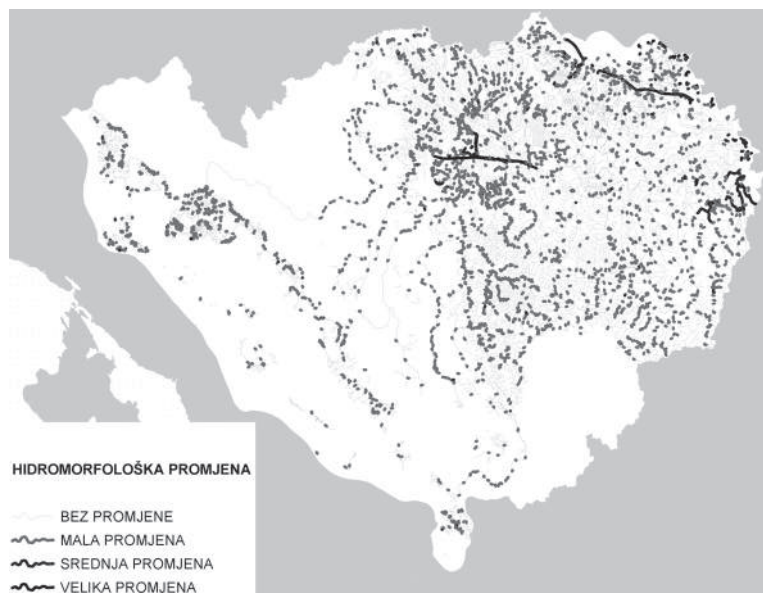 HIDROMORFOLOŠKA PROMJENA
BEZ PROMJENE
MALA PROMJENA
SREDNJA PROMJENA
VELIKA PROMJENA